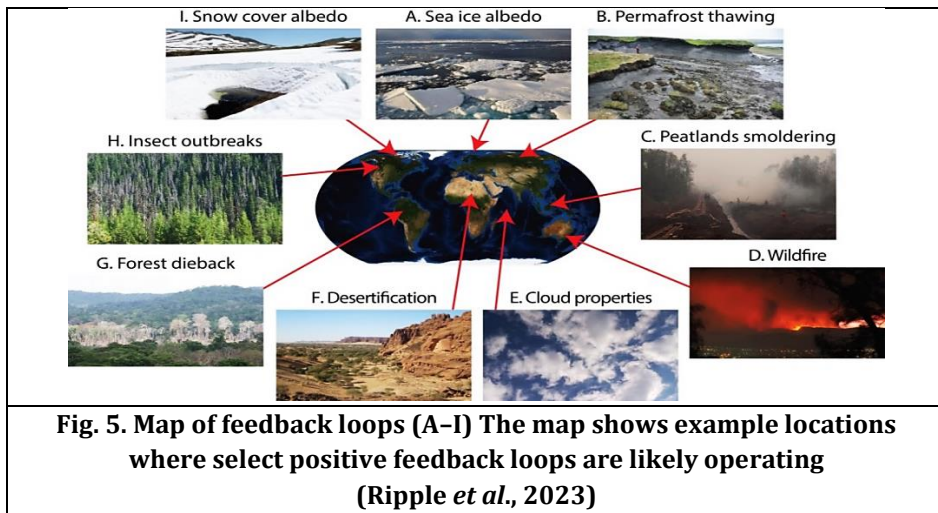 I. Snow cover albedo
A. Sea ice albedo
B. Permafrost thawing
H. Insect outbreaks
C. Peatlands smoldering
G. Forest dieback
D. Wildfire
F. Desertification
E. Cloud properties
Fig. 5. Map of feedback loops (A–I) The map shows example locations
where select positive feedback loops are likely operating
(Ripple et al., 2023)